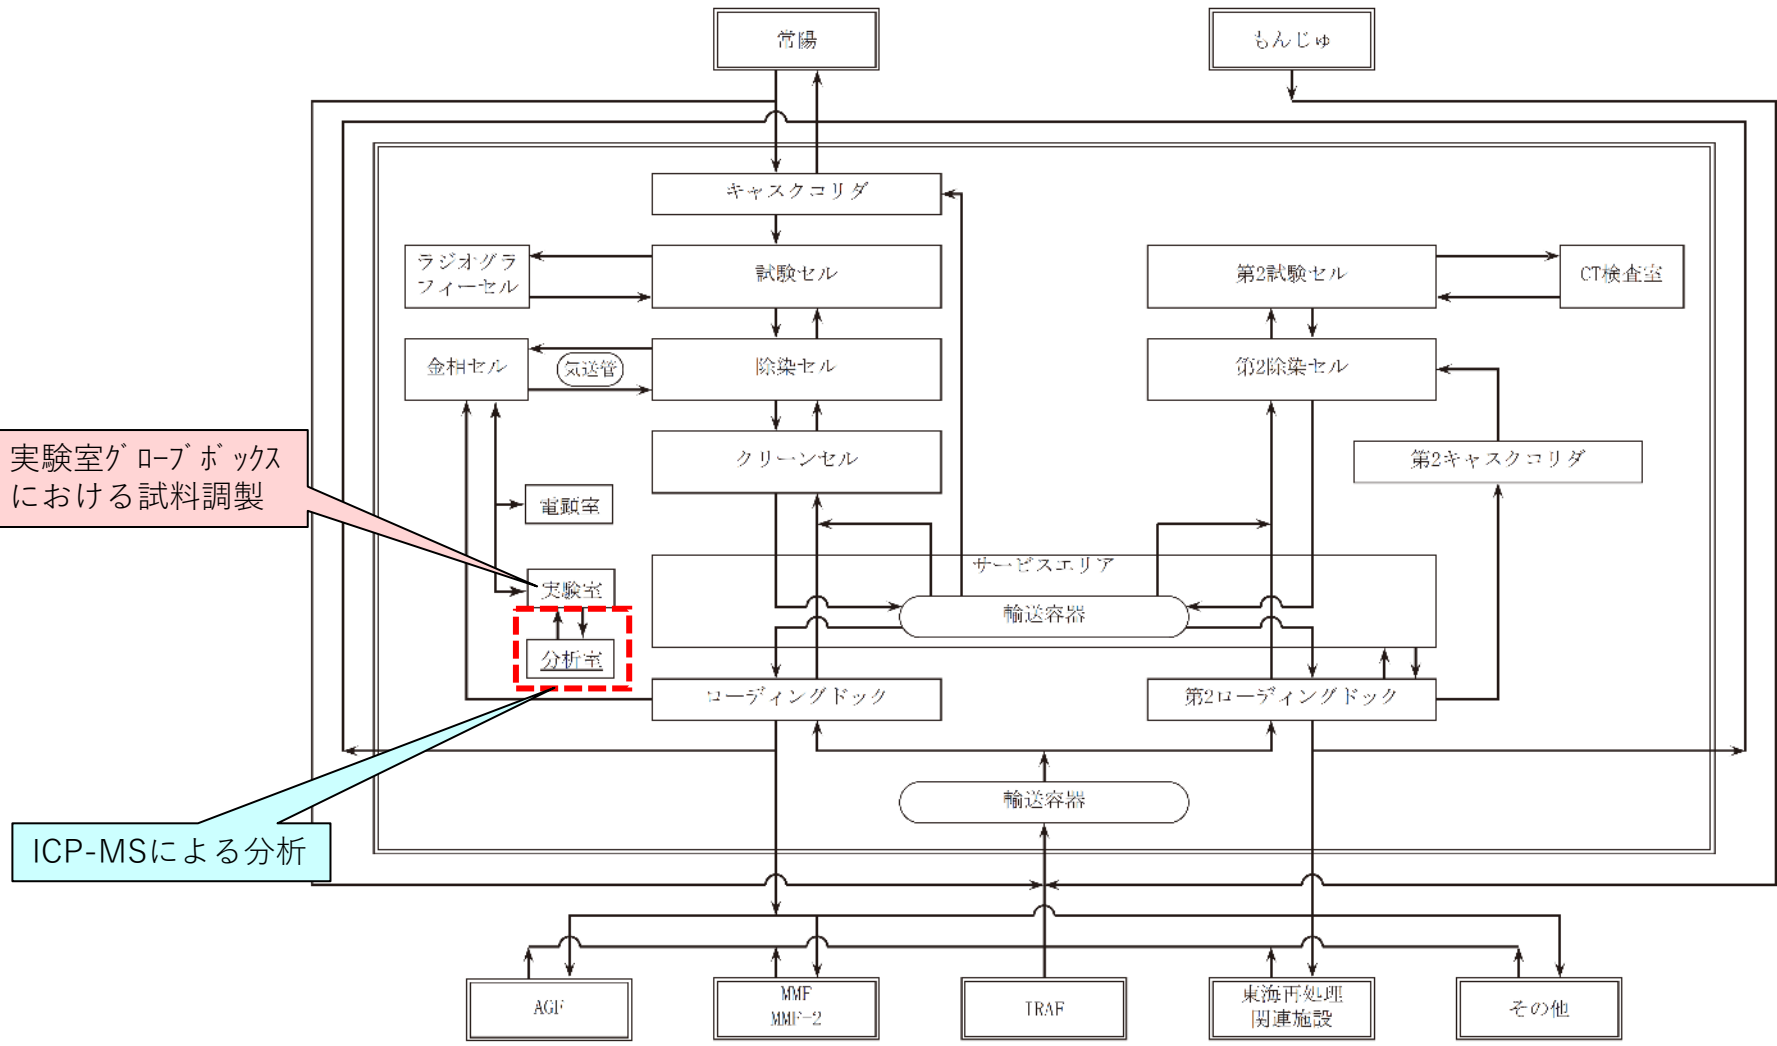 常陽
もんじゅ
キャスクコリダ
ラジオグラ
フィーセル
試験セル
第2試験セル
CT検査室
金相セル
気送管
除染セル
第2除染セル
実験室グローブボックス
における試料調製
クリーンセル
第2キャスクコリダ
電顕室
サービスエリア
実験室
輸送容器
分析室
ローディングドック
第2ローディングドック
輸送容器
ICP-MSによる分析
AGF
MMF
MMF-2
TRAF
東海再処理
関連施設
その他